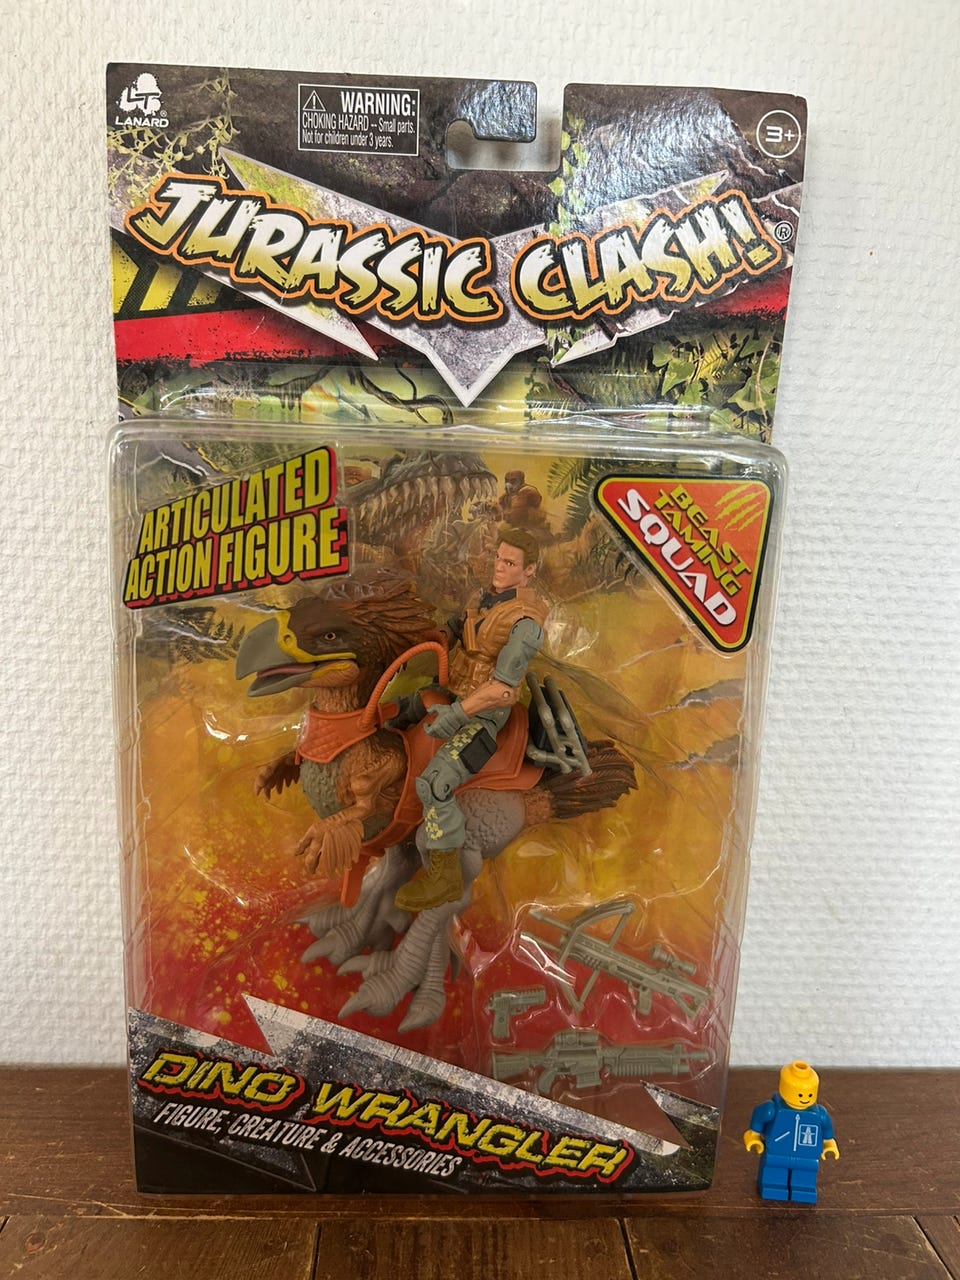 LT®
LANARD
WARNING:
CHOKING HAZARD -- Small parts.
Not for children under 3 years.
3+
JURASSIC CLASH!®
ARTICULATED
ACTION FIGURE
BEAST
TAMING
SQUAD
DINO WRANGLER
FIGURE, CREATURE & ACCESSORIES